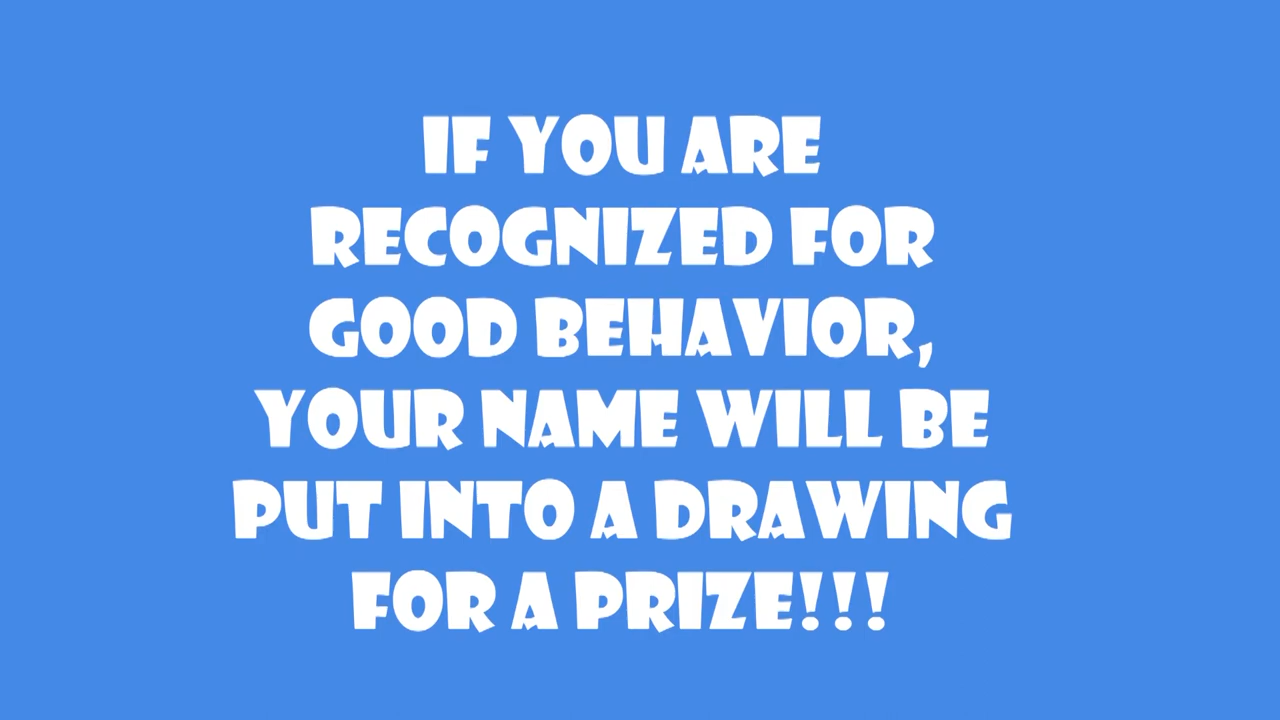 IF YOU ARE
RECOGNIZED FOR
GOOD BEHAVIOR,
YOUR NAME WILL BE
PUT INTO A DRAWING
FOR A PRIZE!!!